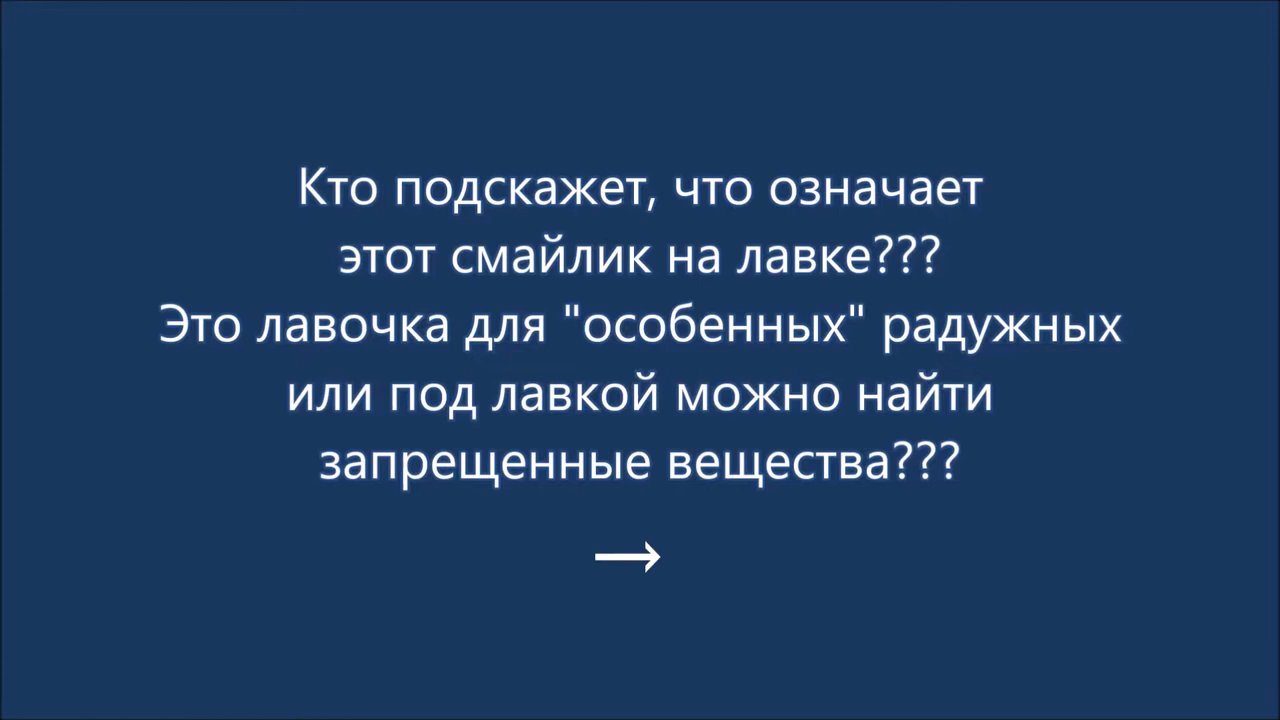 Кто подскажет, что означает
этот смайлик на лавке???
Это лавочка для "особенных" радужных
или под лавкой можно найти
запрещенные вещества???
→